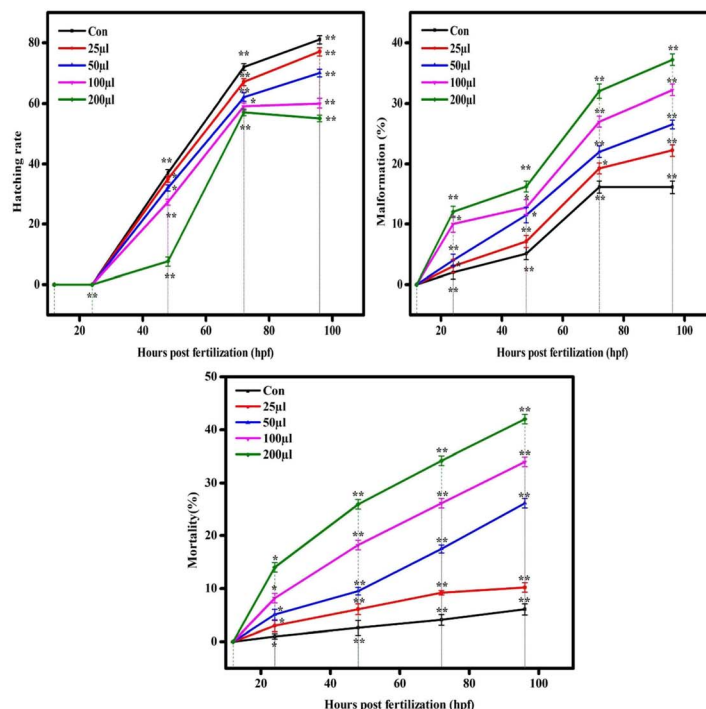 Con
25µl
50µl
100µl
200µl
Hatching rate
80
60
40
20
0
20 40 60 80 100
Hours post fertilization (hpf)
** ** ** ** ** ** ** ** ** ** ** **
Con
25µl
50µl
100µl
200µl
Malformation (%)
50
40
30
20
10
0
20 40 60 80 100
Hours post fertilization (hpf)
Con
25µl
50µl
100µl
200µl
Mortality(%)
50
40
30
20
10
0
20 40 60 80 100
Hours post fertilization (hpf)